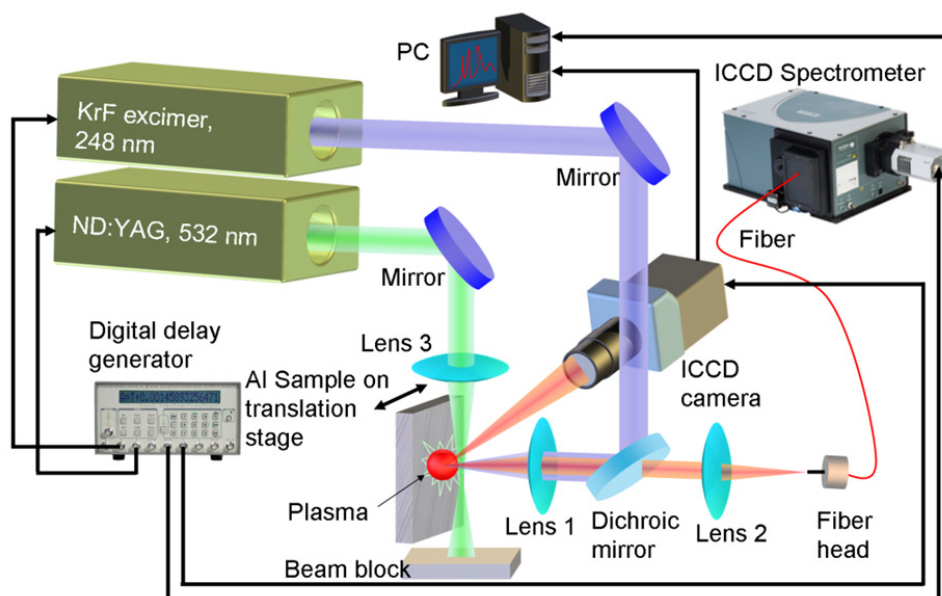 PC
ICCD Spectrometer
KrF excimer,
248 nm
Mirror
ND:YAG, 532 nm
Fiber
Mirror
Digital delay
generator
Lens 3
Al Sample on
translation
stage
ICCD
camera
Plasma
Lens 1
Dichroic
mirror
Lens 2
Fiber
head
Beam block